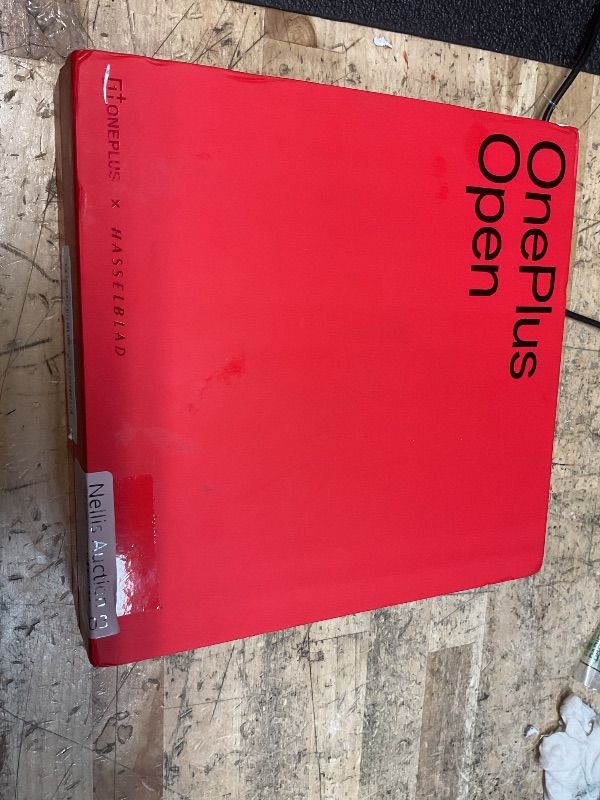 OnePlus
Open
ONEPLUS × HASSELBLAD
Nellis Auction